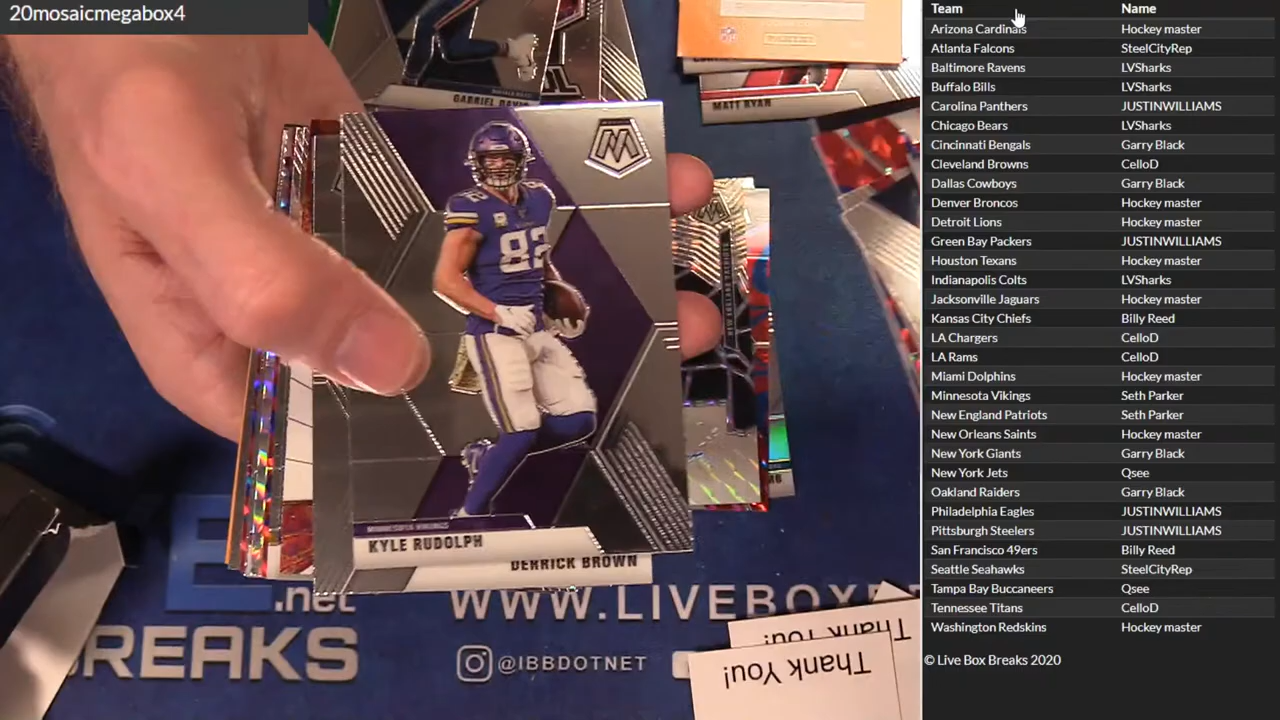 20mosaicmegabox4
MATT RYAN
GABRIEL DAVIS
M
82
MINNESOTA VIKINGS
KYLE RUDOLPH
DERRICK BROWN
.net
WWW.LIVEBOX
BREAKS
@IBBDOTNET
Thank You!
Thank You!
Team Name
Arizona Cardinals Hockey master
Atlanta Falcons SteelCityRep
Baltimore Ravens LVSharks
Buffalo Bills LVSharks
Carolina Panthers JUSTINWILLIAMS
Chicago Bears LVSharks
Cincinnati Bengals Garry Black
Cleveland Browns CelloD
Dallas Cowboys Garry Black
Denver Broncos Hockey master
Detroit Lions Hockey master
Green Bay Packers JUSTINWILLIAMS
Houston Texans Hockey master
Indianapolis Colts LVSharks
Jacksonville Jaguars Hockey master
Kansas City Chiefs Billy Reed
LA Chargers CelloD
LA Rams CelloD
Miami Dolphins Hockey master
Minnesota Vikings Seth Parker
New England Patriots Seth Parker
New Orleans Saints Hockey master
New York Giants Garry Black
New York Jets Qsee
Oakland Raiders Garry Black
Philadelphia Eagles JUSTINWILLIAMS
Pittsburgh Steelers JUSTINWILLIAMS
San Francisco 49ers Billy Reed
Seattle Seahawks SteelCityRep
Tampa Bay Buccaneers Qsee
Tennessee Titans CelloD
Washington Redskins Hockey master
© Live Box Breaks 2020